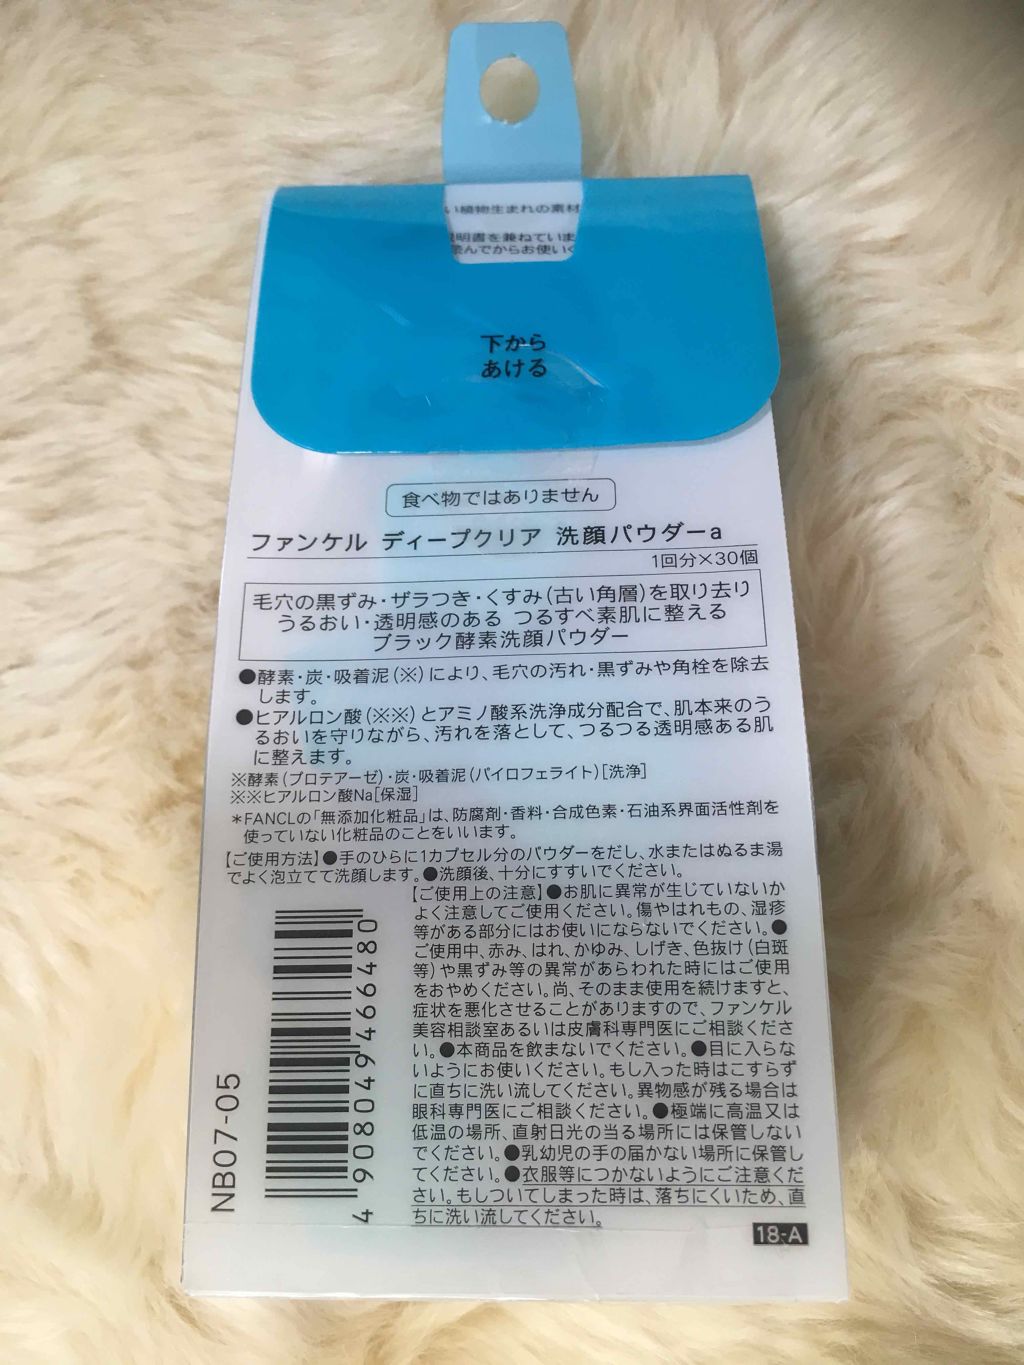 い植物生まれの素材
明書を兼ねていま
んでからお使いく
下から
あける
食べ物ではありません
ファンケル ディープクリア 洗顔パウダーa
1回分×30個
毛穴の黒ずみ・ザラつき・くすみ(古い角層)を取り去り
うるおい・透明感のある つるすべ素肌に整える
ブラック酵素洗顔パウダー
●酵素・炭・吸着泥(※)により、毛穴の汚れ・黒ずみや角栓を除去
します。
●ヒアルロン酸(※※)とアミノ酸系洗浄成分配合で、肌本来のう
るおいを守りながら、汚れを落として、つるつる透明感ある肌
に整えます。
※酵素(プロテアーゼ)・炭・吸着泥(パイロフェライト)[洗浄]
※※ヒアルロン酸Na[保湿]
*FANCLの「無添加化粧品」は、防腐剤・香料・合成色素・石油系界面活性剤を
使っていない化粧品のことをいいます。
【ご使用方法】●手のひらに1カプセル分のパウダーをだし、水またはぬるま湯
でよく泡立てて洗顔します。●洗顔後、十分にすすいでください。
【ご使用上の注意】●お肌に異常が生じていないか
よく注意してご使用ください。傷やはれもの、湿疹
等がある部分にはお使いにならないでください。●
ご使用中、赤み、はれ、かゆみ、しげき、色抜け(白斑
等)や黒ずみ等の異常があらわれた時にはご使用
をおやめください。尚、そのまま使用を続けますと、
症状を悪化させることがありますので、ファンケル
美容相談室あるいは皮膚科専門医にご相談くださ
い。●本商品を飲まないでください。●目に入らな
いようにお使いください。もし入った時はこすらず
に直ちに洗い流してください。異物感が残る場合は
眼科専門医にご相談ください。●極端に高温又は
低温の場所、直射日光の当る場所には保管しない
でください。●乳幼児の手の届かない場所に保管し
てください。●衣服等につかないようにご注意くだ
さい。もしついてしまった時は、落ちにくいため、直
ちに洗い流してください。
4 908049 466480
NB07-05
18-A